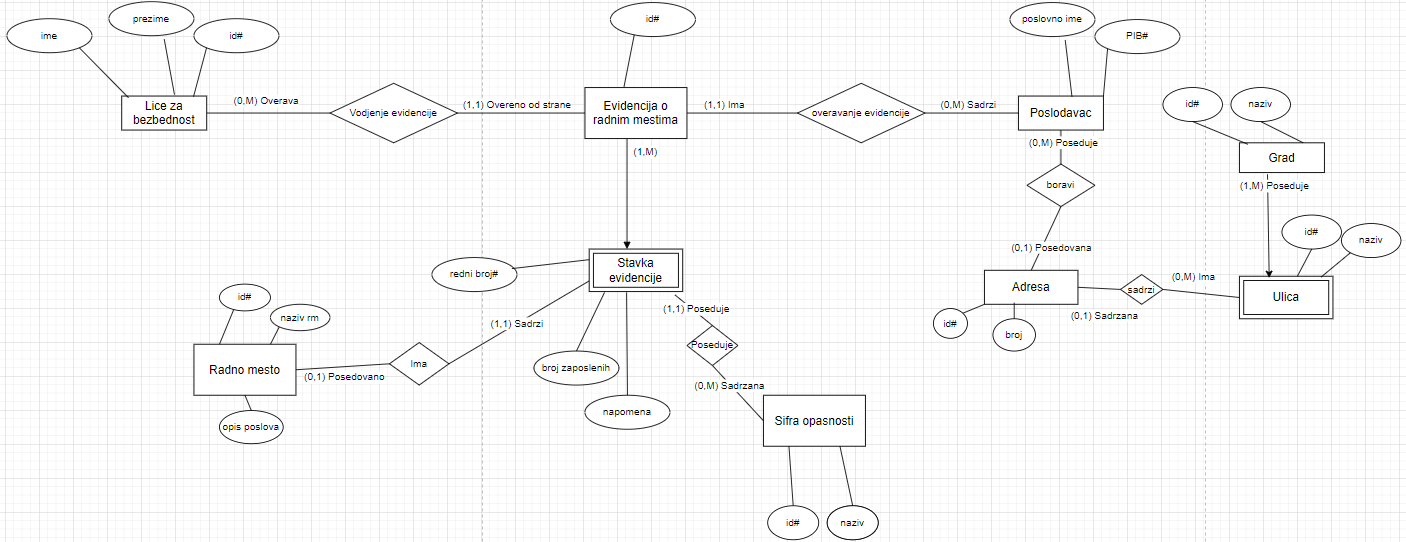 ime
prezime
id#
Lice za
bezbednost
(0,M) Overava
Vodjenje evidencije
(1,1) Overeno od strane
id#
Evidencija o
radnim mestima
(1,M)
(1,1) Ima
overavanje evidencije
(0,M) Sadrzi
poslovno ime
PIB#
Poslodavac
(0,M) Poseduje
boravi
(0,1) Posedovana
id#
naziv
Grad
(1,M) Poseduje
id#
naziv
Ulica
(0,M) Ima
sadrzi
(0,1) Sadrzana
Adresa
id#
broj
redni broj#
Stavka
evidencije
(1,1) Sadrzi
(1,1) Poseduje
Poseduje
(0,M) Sadrzana
broj zaposlenih
napomena
id#
naziv rm
Radno mesto
(0,1) Posedovano
Ima
opis poslova
Sifra opasnosti
id#
naziv